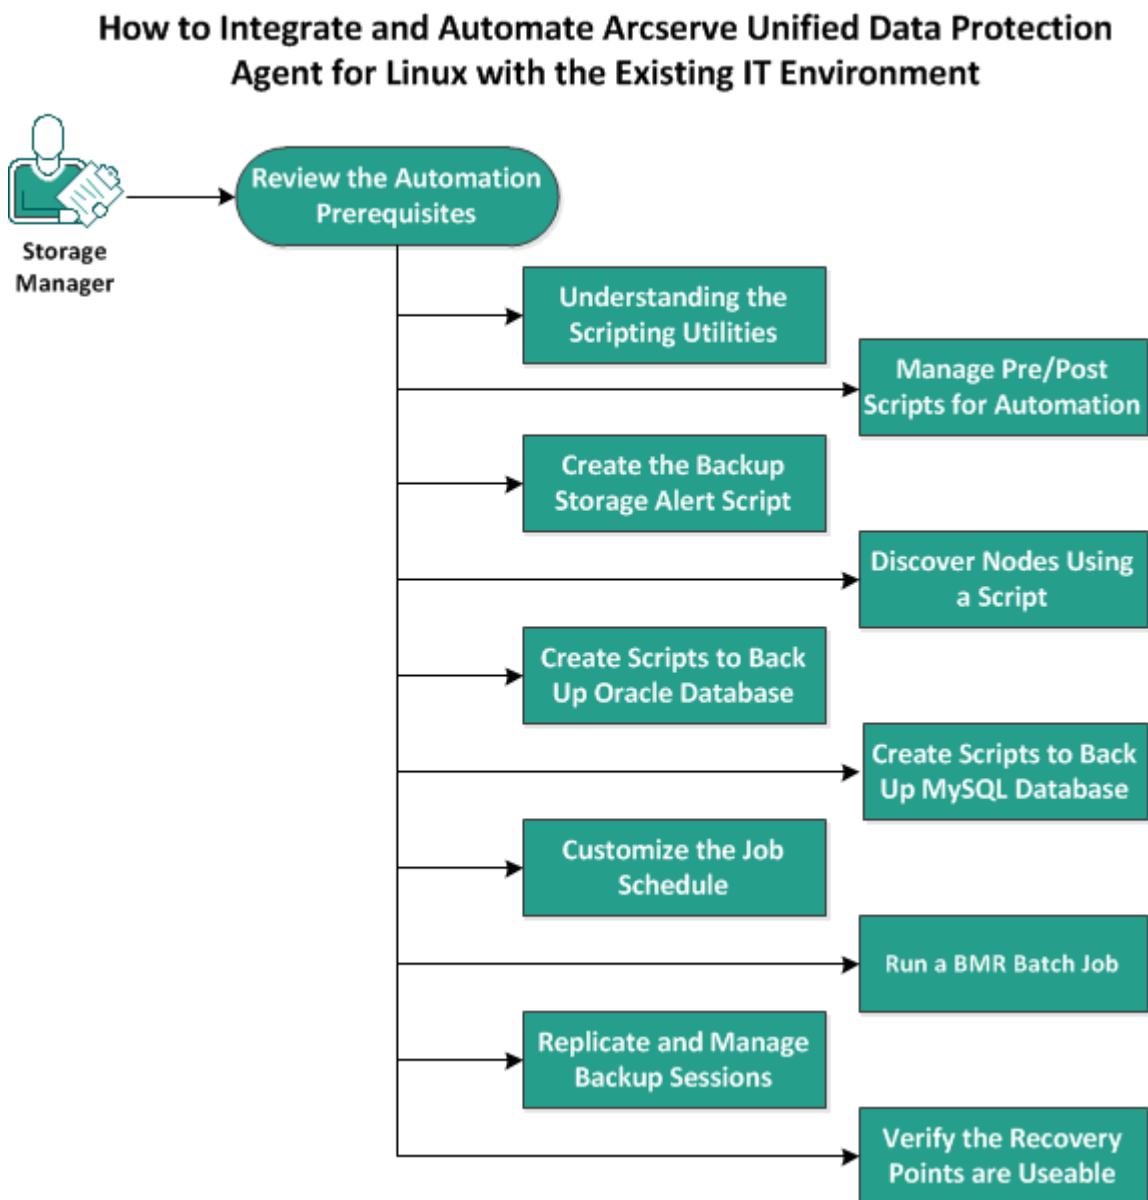 How to Integrate and Automate Arcserve Unified Data Protection
Agent for Linux with the Existing IT Environment
Storage
Manager
Review the Automation
Prerequisites
Understanding the
Scripting Utilities
Manage Pre/Post
Scripts for Automation
Create the Backup
Storage Alert Script
Discover Nodes Using
a Script
Create Scripts to Back
Up Oracle Database
Create Scripts to Back
Up MySQL Database
Customize the Job
Schedule
Run a BMR Batch Job
Replicate and Manage
Backup Sessions
Verify the Recovery
Points are Useable